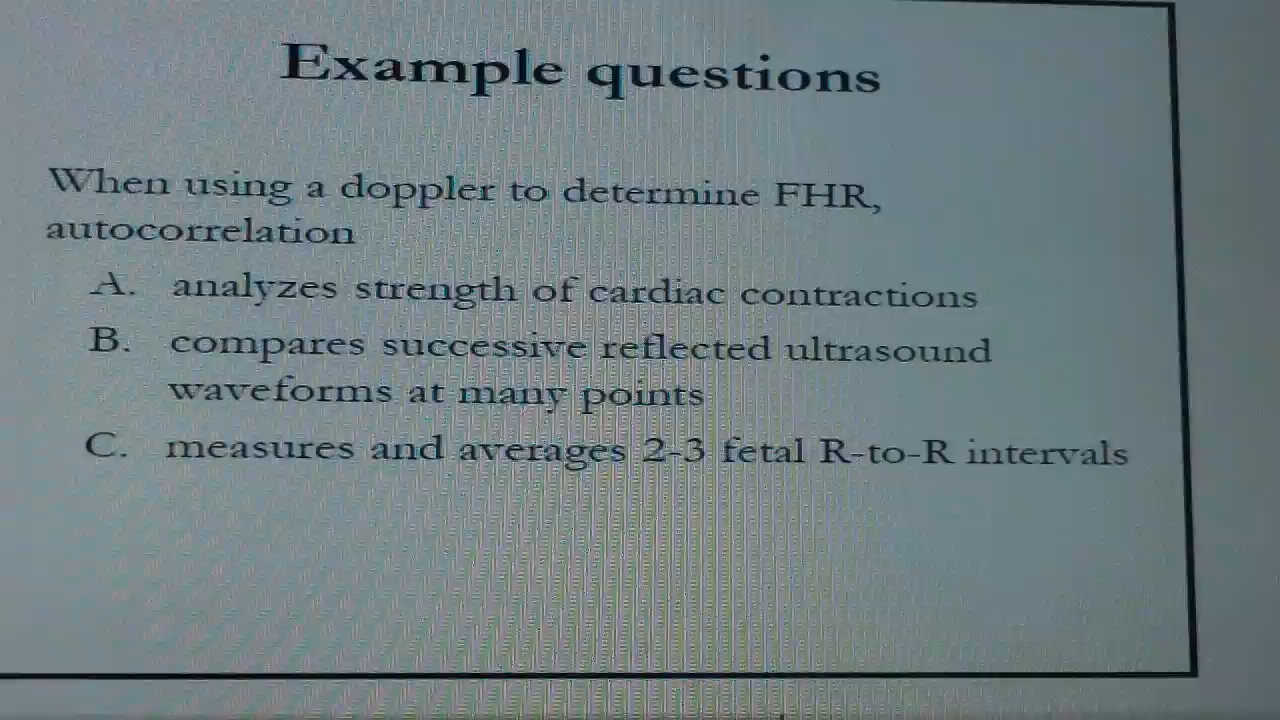 Example questions
When using a doppler to determine FHR,
autocorrelation
A. analyzes strength of cardiac contractions
B. compares successive reflected ultrasound
waveforms at many points
C. measures and averages 2-3 fetal R-to-R intervals